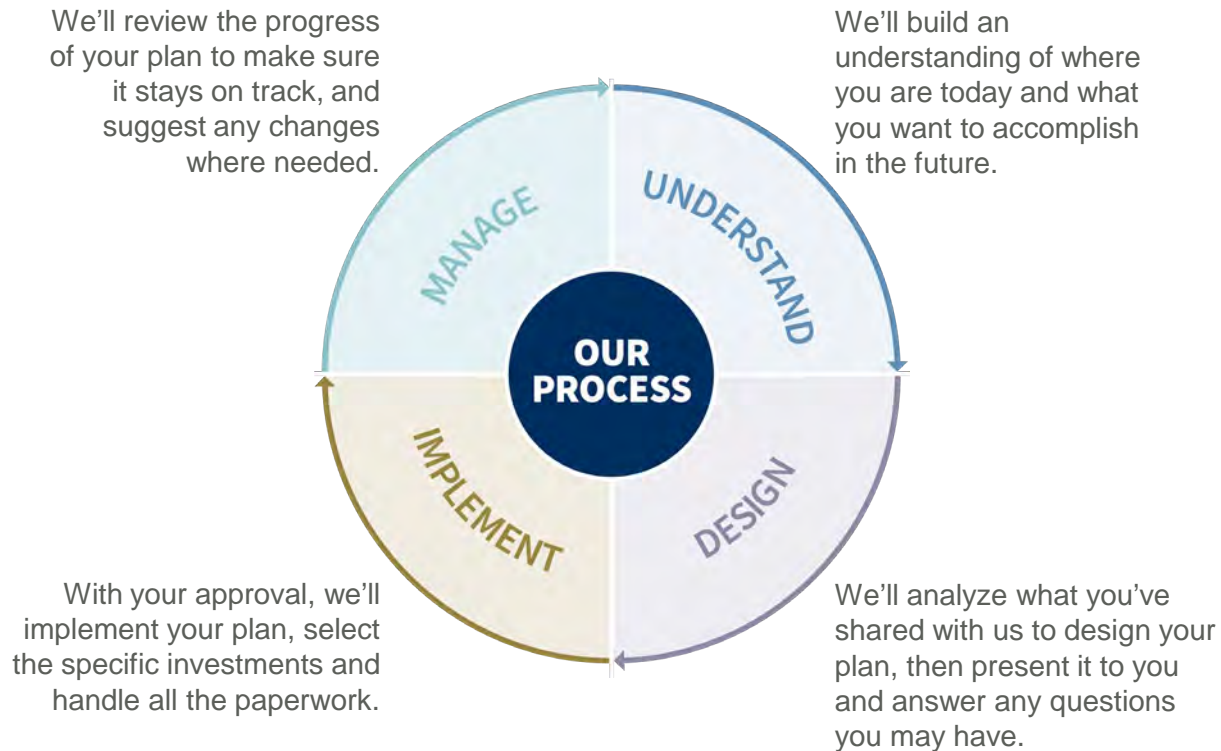 We’ll review the progress
of your plan to make sure
it stays on track, and
suggest any changes
where needed.
We’ll build an
understanding of where
you are today and what
you want to accomplish
in the future.
MANAGE
UNDERSTAND
OUR
PROCESS
IMPLEMENT
DESIGN
With your approval, we’ll
implement your plan, select
the specific investments and
handle all the paperwork.
We’ll analyze what you’ve
shared with us to design your
plan, then present it to you
and answer any questions
you may have.